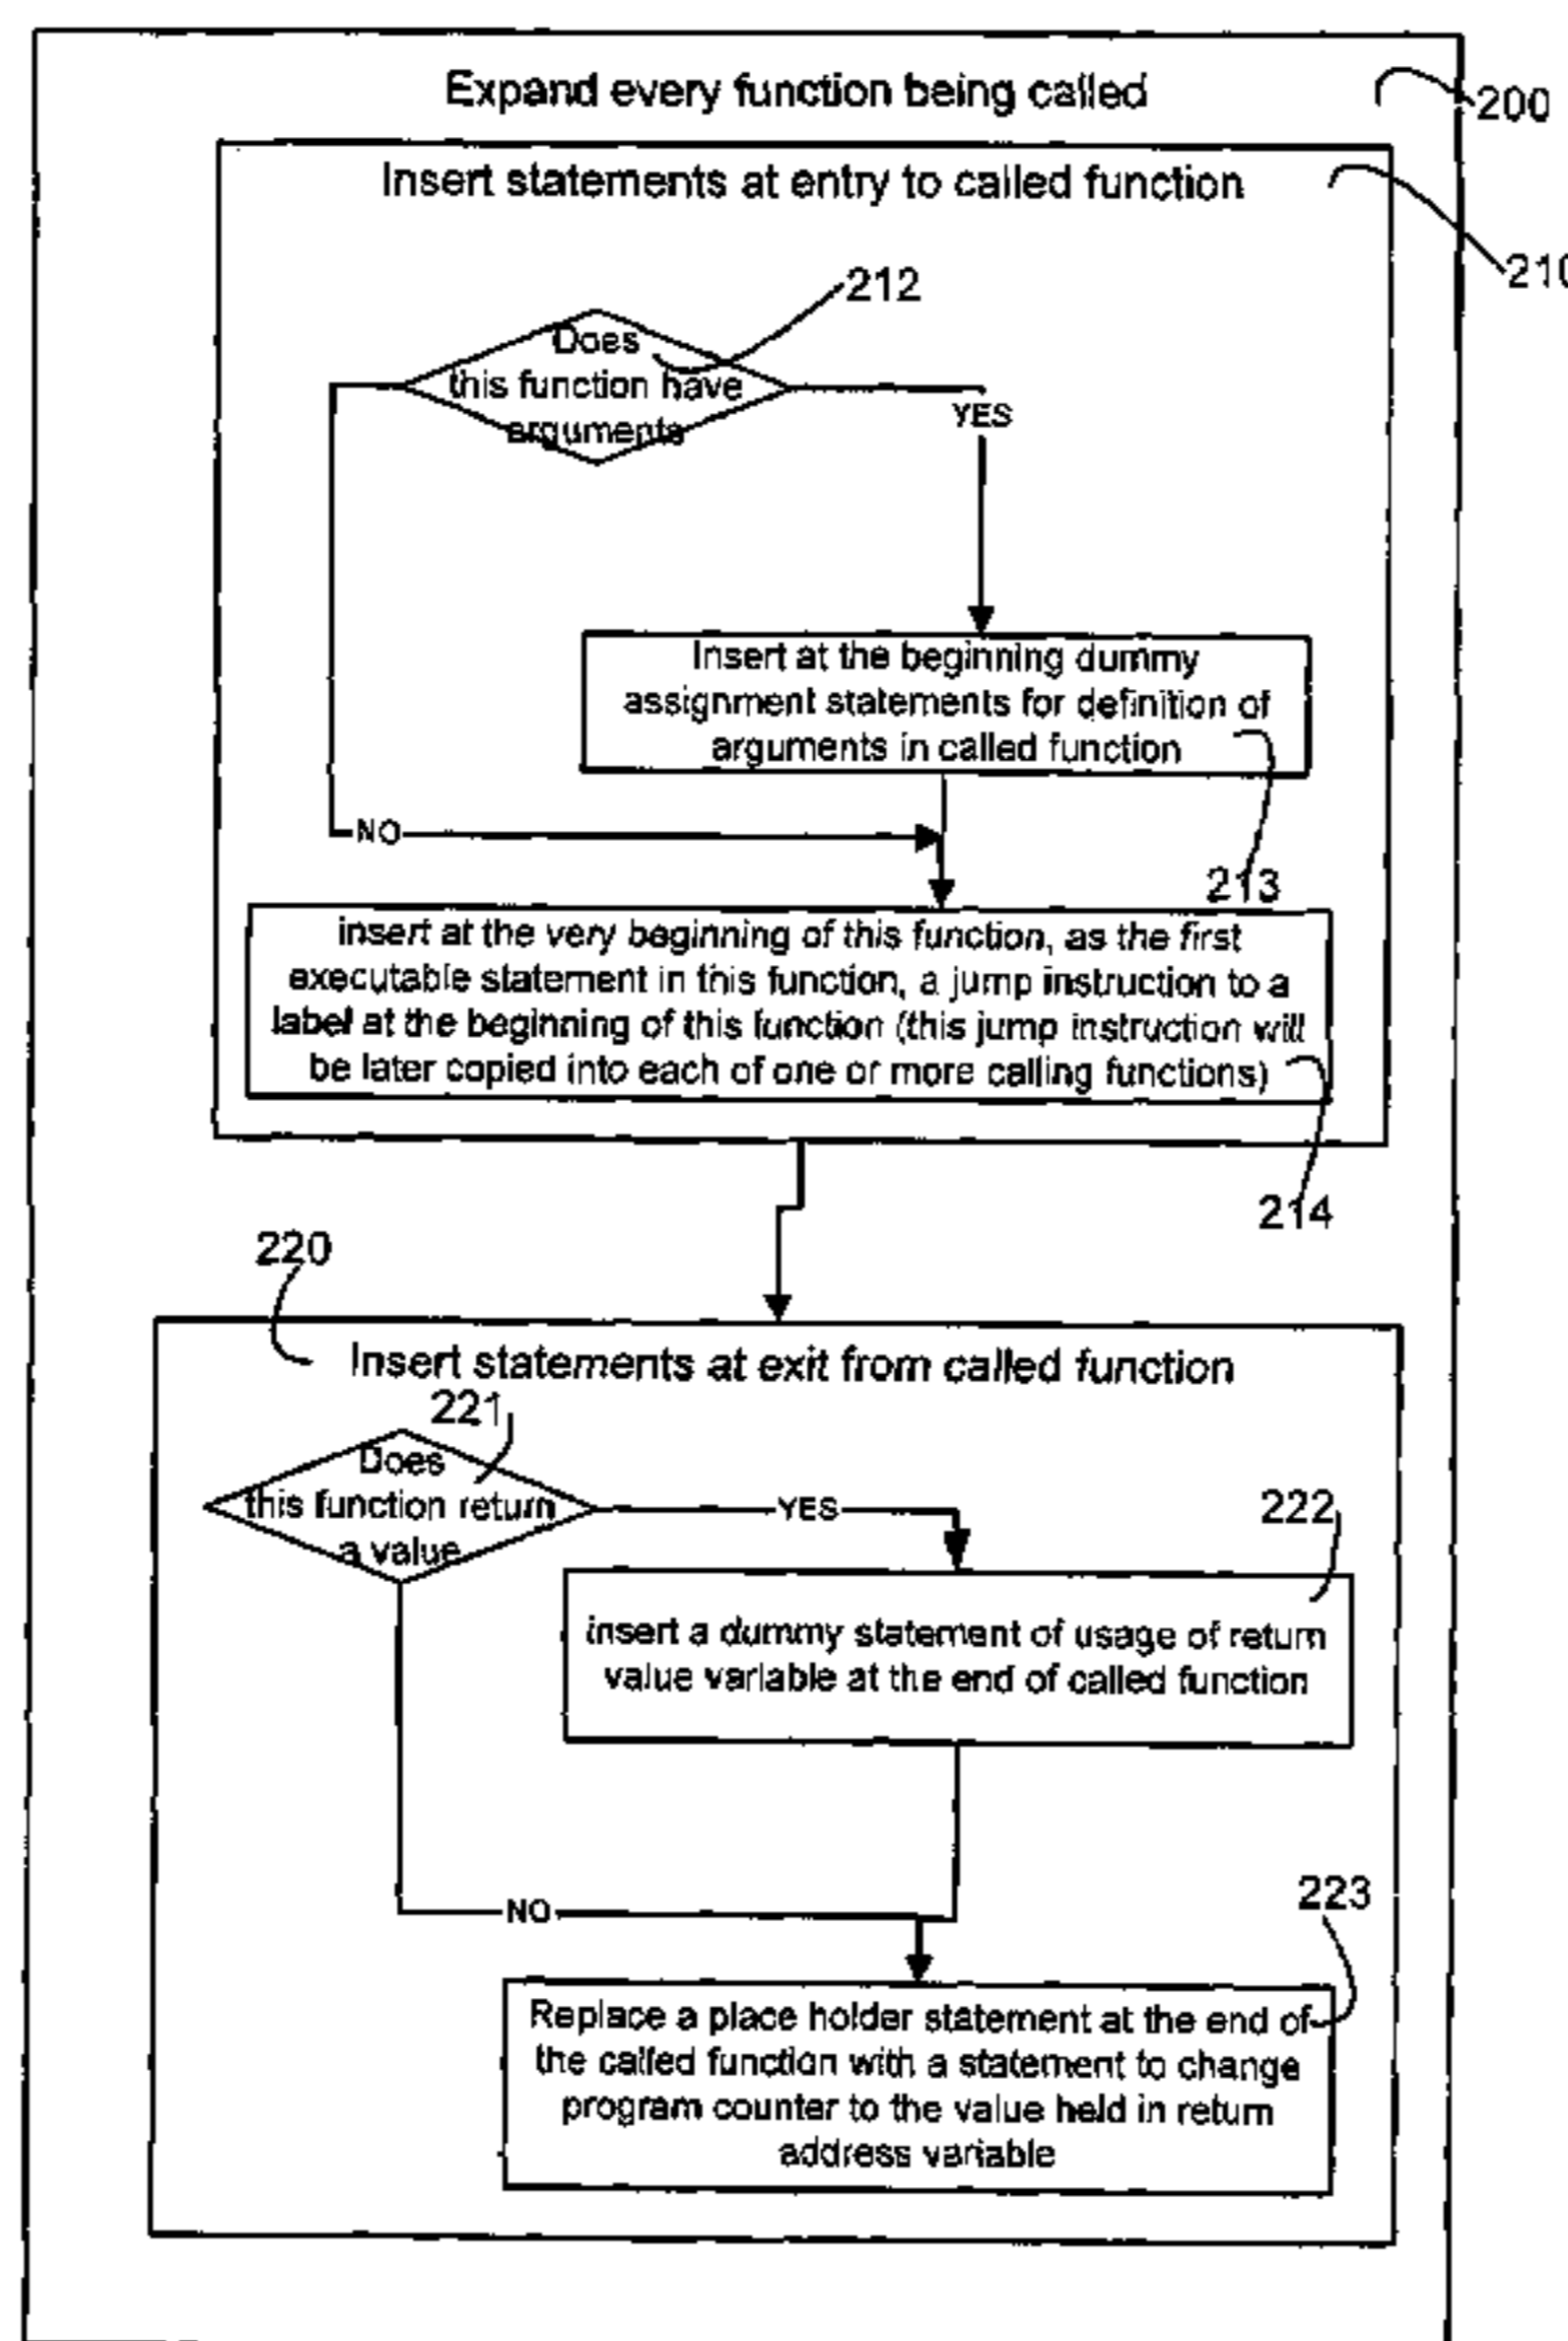 Expand every function being called
200
Insert statements at entry to called function
210
212
Does
this function have
arguments
YES
Insert at the beginning dummy
assignment statements for definition of
arguments in called function
NO
213
insert at the very beginning of this function, as the first
executable statement in this function, a jump instruction to a
label at the beginning of this function (this jump instruction will
be later copied into each of one or more calling functions)
214
220
Insert statements at exit from called function
221
Does
this function return
a value
YES
222
insert a dummy statement of usage of return
value variable at the end of called function
NO
223
Replace a place holder statement at the end of
the called function with a statement to change
program counter to the value held in return
address variable